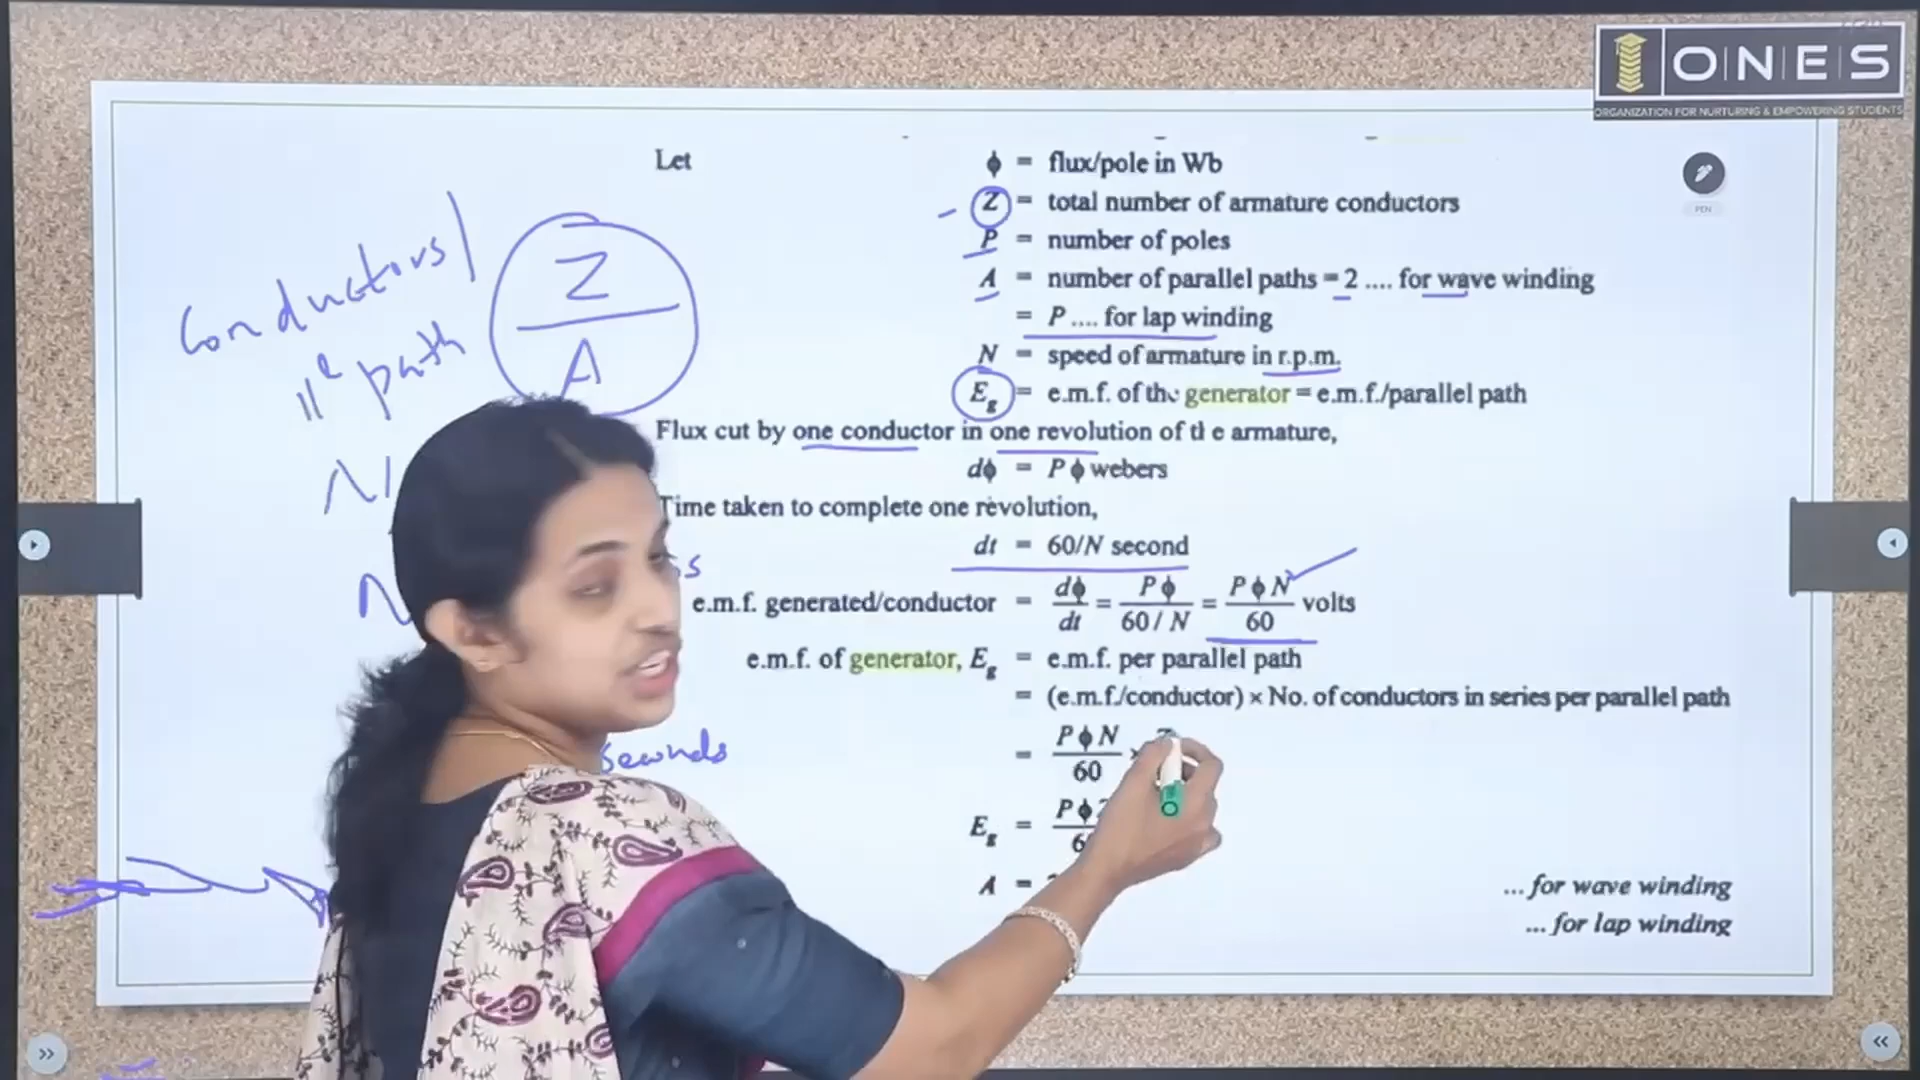 ONES
ORGANIZATION FOR NURTURING & EMPOWERING STUDENTS
PEN
Let
ϕ = flux/pole in Wb
Z = total number of armature conductors
P = number of poles
A = number of parallel paths = 2 .... for wave winding
= P .... for lap winding
N = speed of armature in r.p.m.
Eg = e.m.f. of the generator = e.m.f./parallel path
Flux cut by one conductor in one revolution of the armature,
dϕ = P ϕ webers
Time taken to complete one revolution,
dt = 60/N second
e.m.f. generated/conductor = dϕ/dt = Pϕ/60/N = PϕN/60 volts
e.m.f. of generator, Eg = e.m.f. per parallel path
= (e.m.f./conductor) × No. of conductors in series per parallel path
= PϕN/60
Eg = Pϕ
A =
... for wave winding
... for lap winding
Conductors/
||l path
Z/A
N
N
Seconds